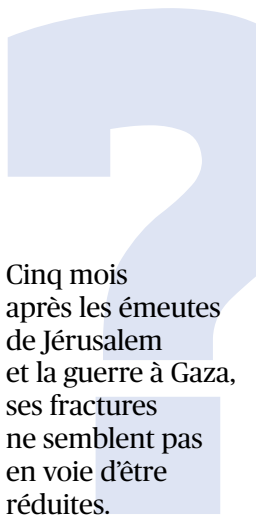 ?
Cinq mois
après les émeutes
de Jérusalem
et la guerre à Gaza,
ses fractures
ne semblent pas
en voie d’être
réduites.